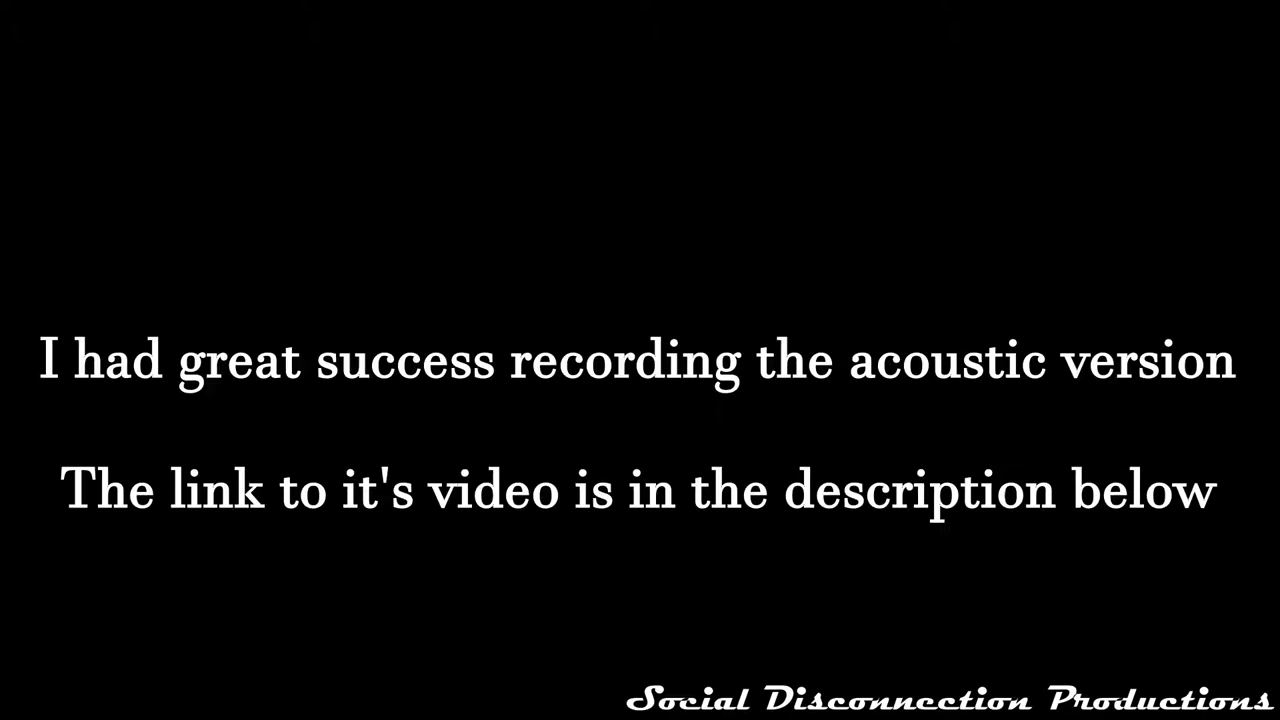 I had great success recording the acoustic version
The link to it's video is in the description below
Social Disconnection Productions